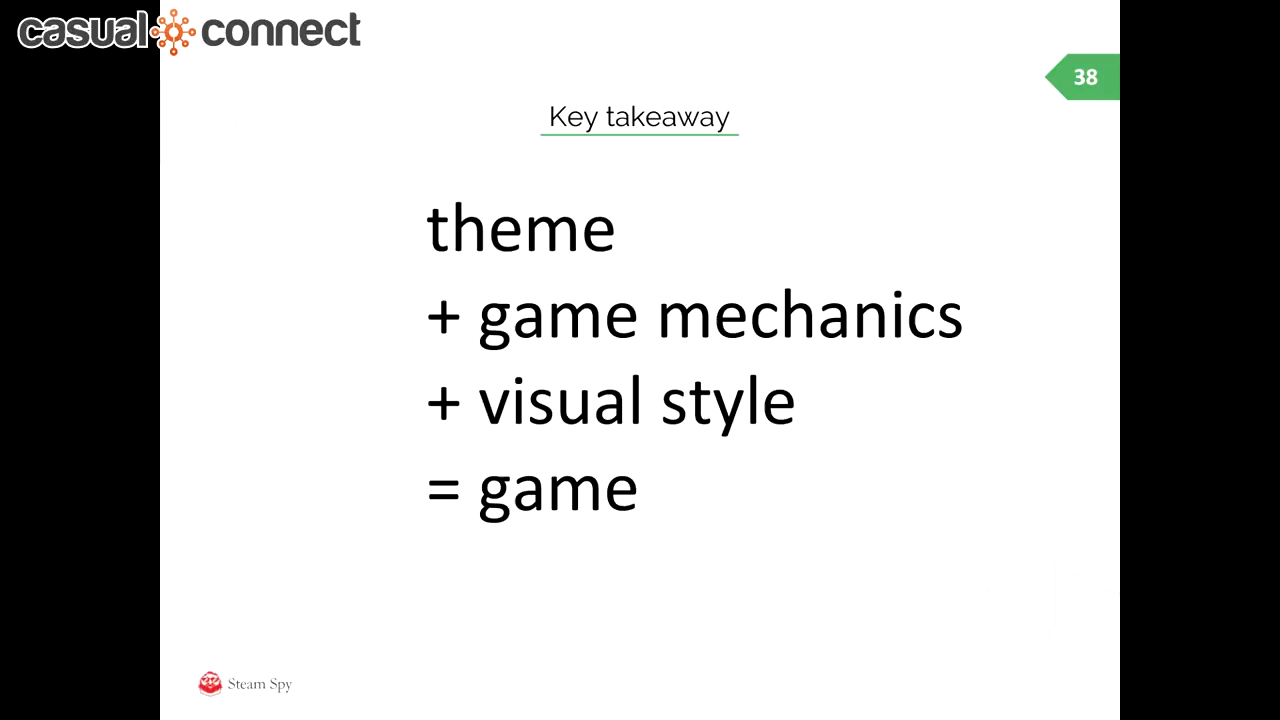 casual connect
38
Key takeaway
theme
+ game mechanics
+ visual style
= game
Steam Spy